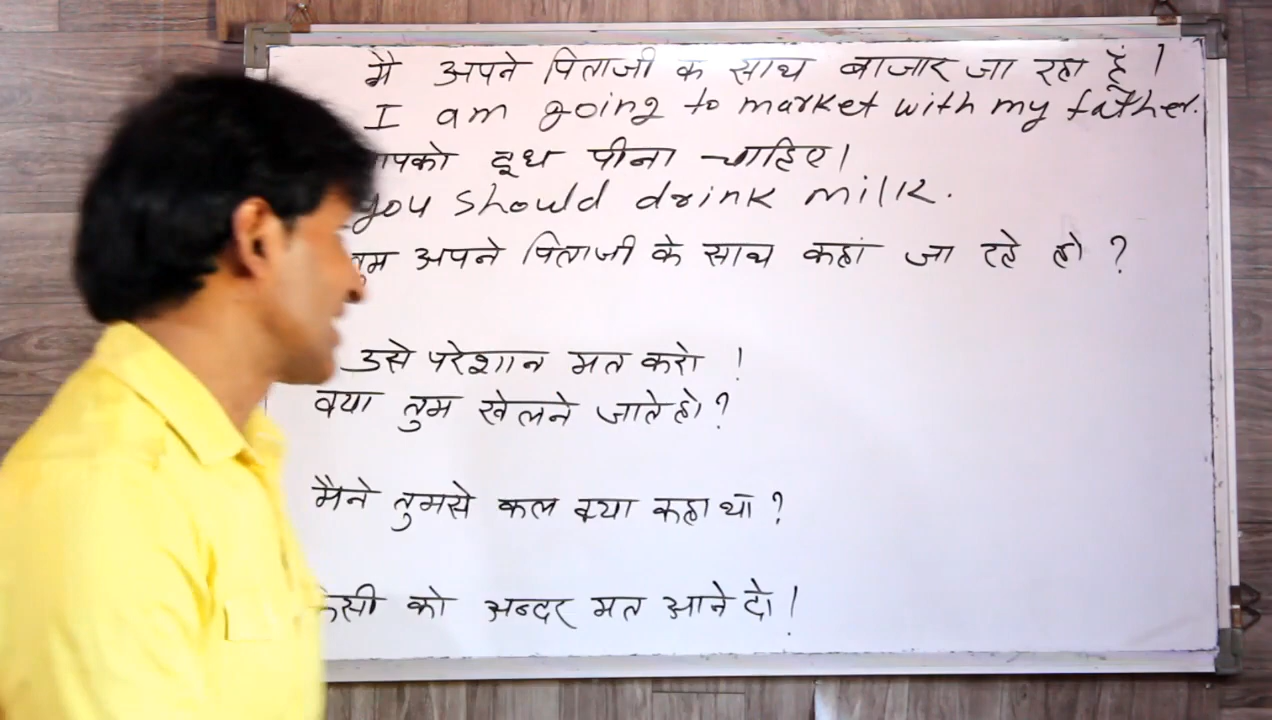 मै अपने पिताजी क साथ बाजार जा रहा हूँ।
I am going to market with my father.
पको दूध पीना चाहिए।
you should drink milk.
तुम अपने पिताजी के साथ कहां जा रहे हो ?
उसे परेशान मत करो !
क्या तुम खेलने जाते हो?
मैने तुमसे कल क्या कहा था ?
सी को अन्दर मत आने दो !